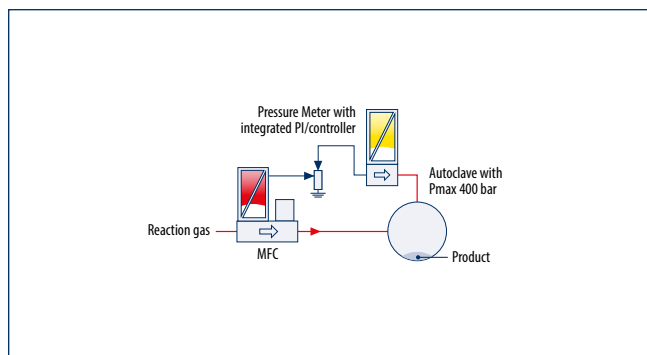 Pressure Meter with
integrated PI/controller
Autoclave with
Pmax 400 bar
Reaction gas
MFC
Product